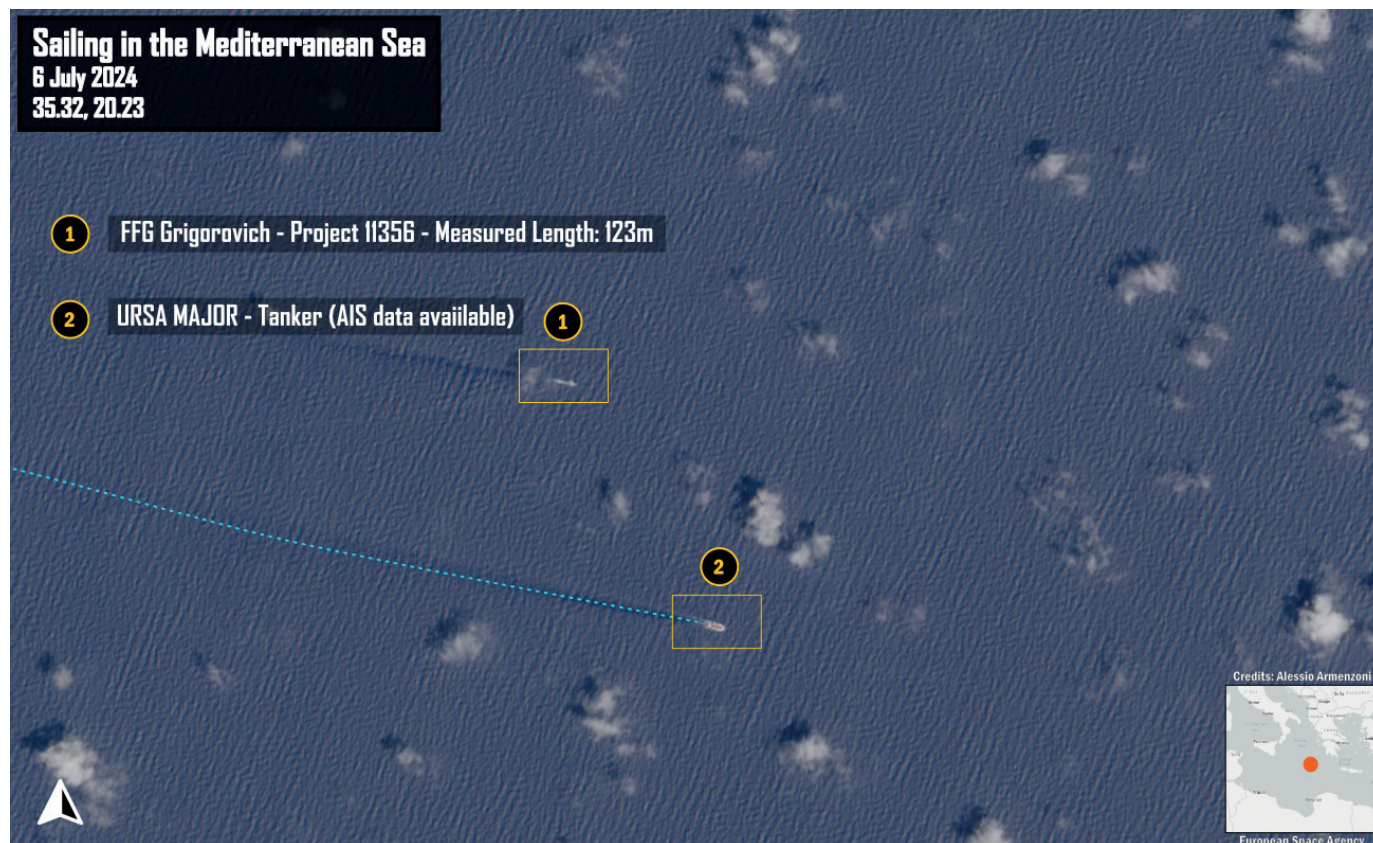 Sailing in the Mediterranean Sea
6 July 2024
35.32, 20.23
1 FFG Grigorovich - Project 11356 - Measured Length: 123m
2 URSA MAJOR - Tanker (AIS data avaiilable)
1
2
Credits: Alessio Armenzoni
European Space Agency